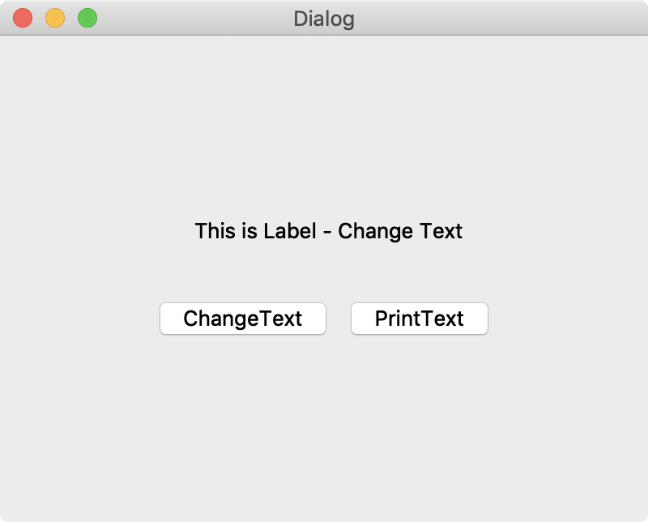 Dialog
This is Label - Change Text
ChangeText PrintText